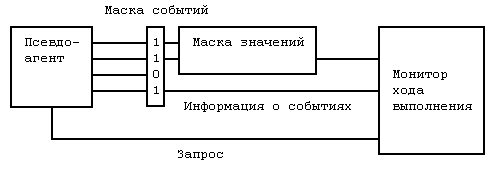 Маска событий
Псевдо-
агент
1
1
0
1
Маска значений
Монитор
хода
выполнения
Информация о событиях
Запрос